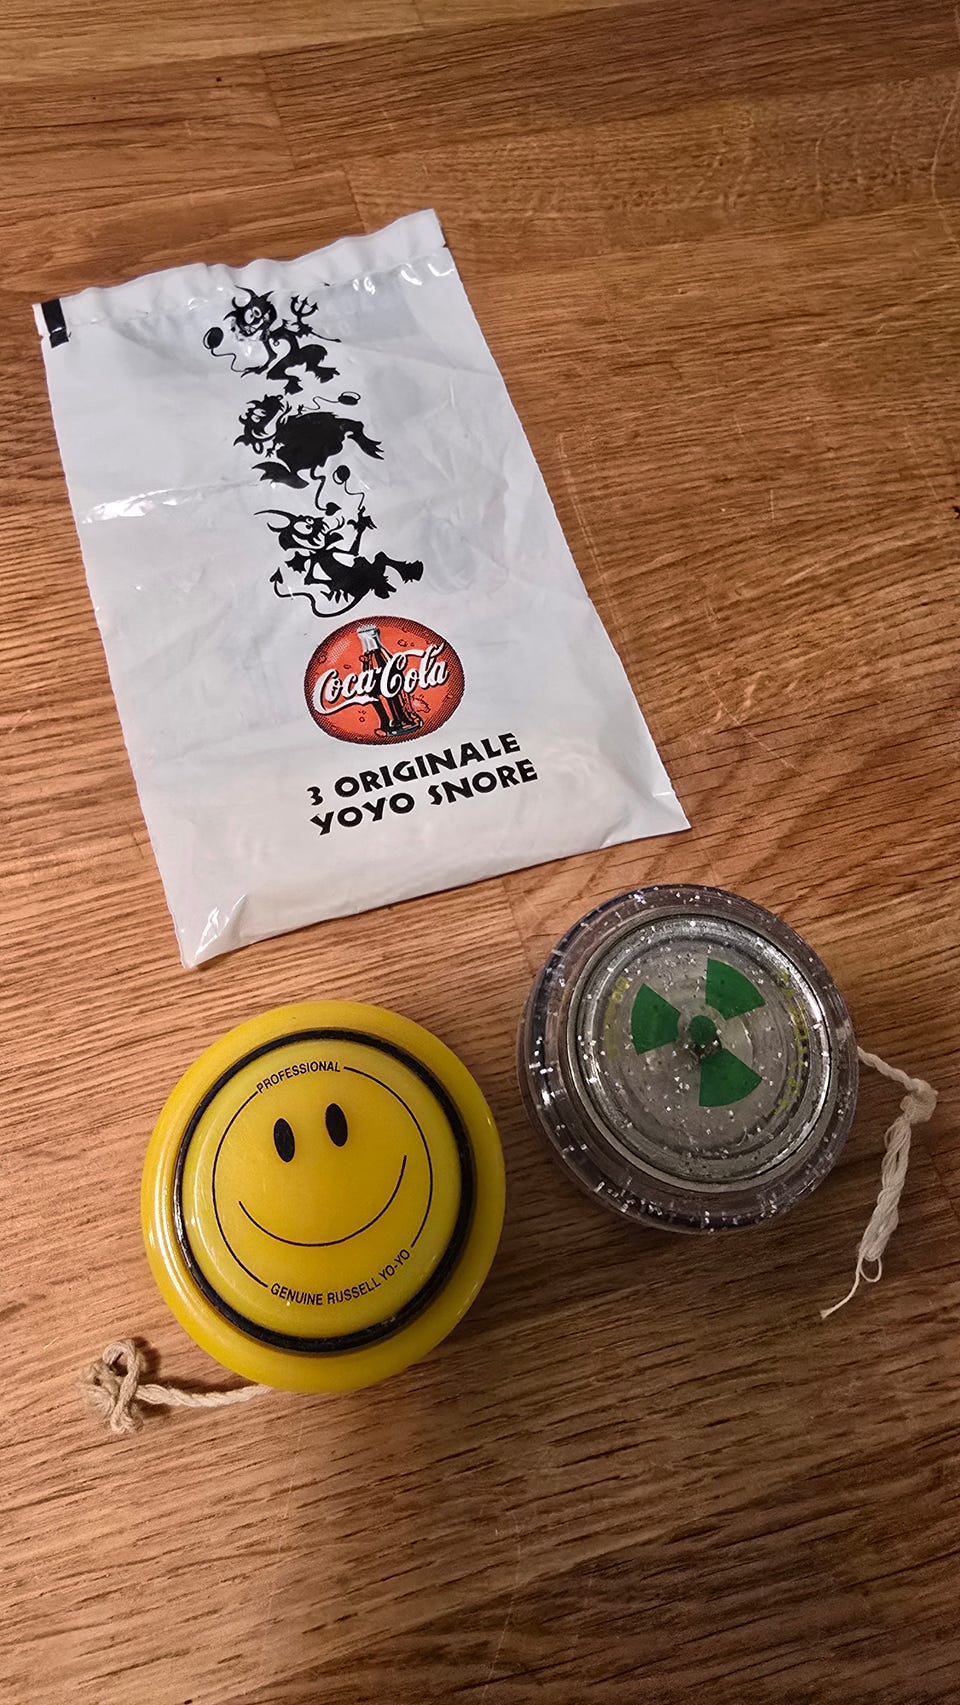 Coca-Cola
3 ORIGINALE
YOYO SNORE
PROFESSIONAL
GENUINE RUSSELL YO-YO